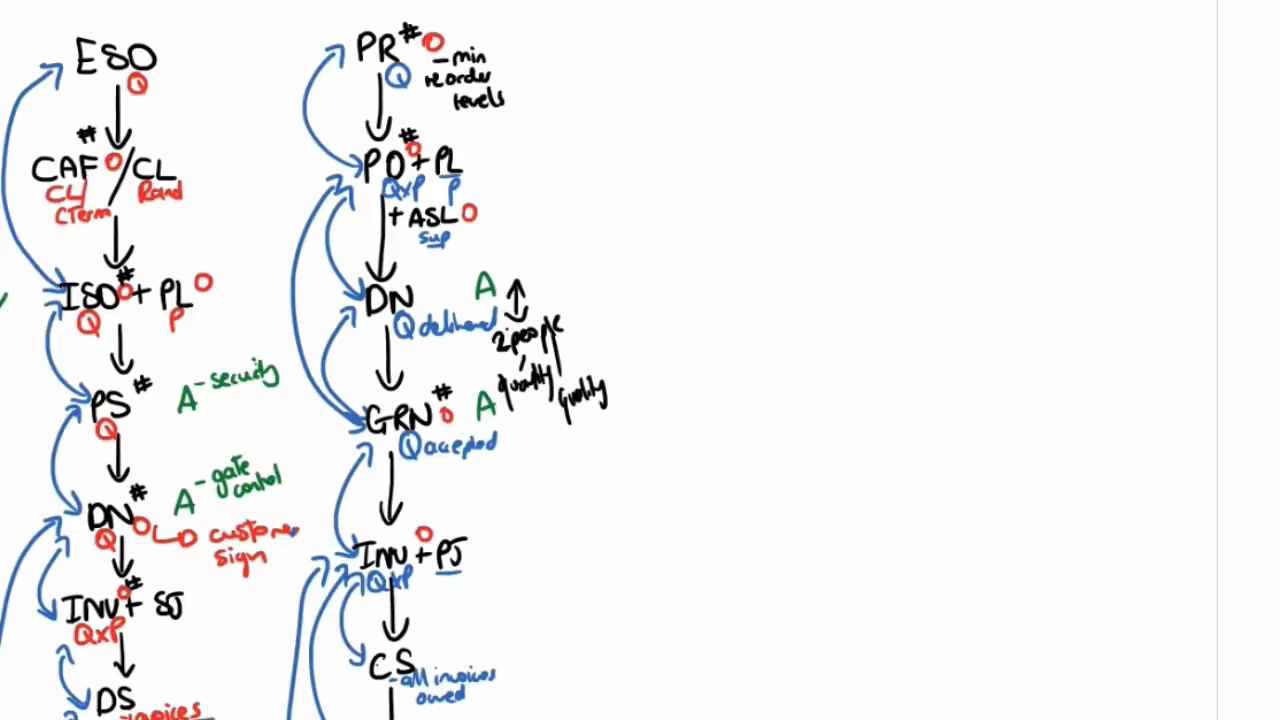 ESO
Q
#
CAF O / CL
CL/
CTerm
Rand
#
ISO O + PL O
Q
P
PS #
Q
A - security
DN #
Q
A - gate
control
O customer
sign
#
INV O + SJ
QxP
DS
- invoices
PR # O
Q
- min
reorder
levels
#
PO O + PL
QxP
P
+ ASL O
sup
DN
Q delivered
A
2 people
quantity
quality
GRN #
O
A
Q accepted
INV + PJ
O
QxP
CS
- all invoices
owed